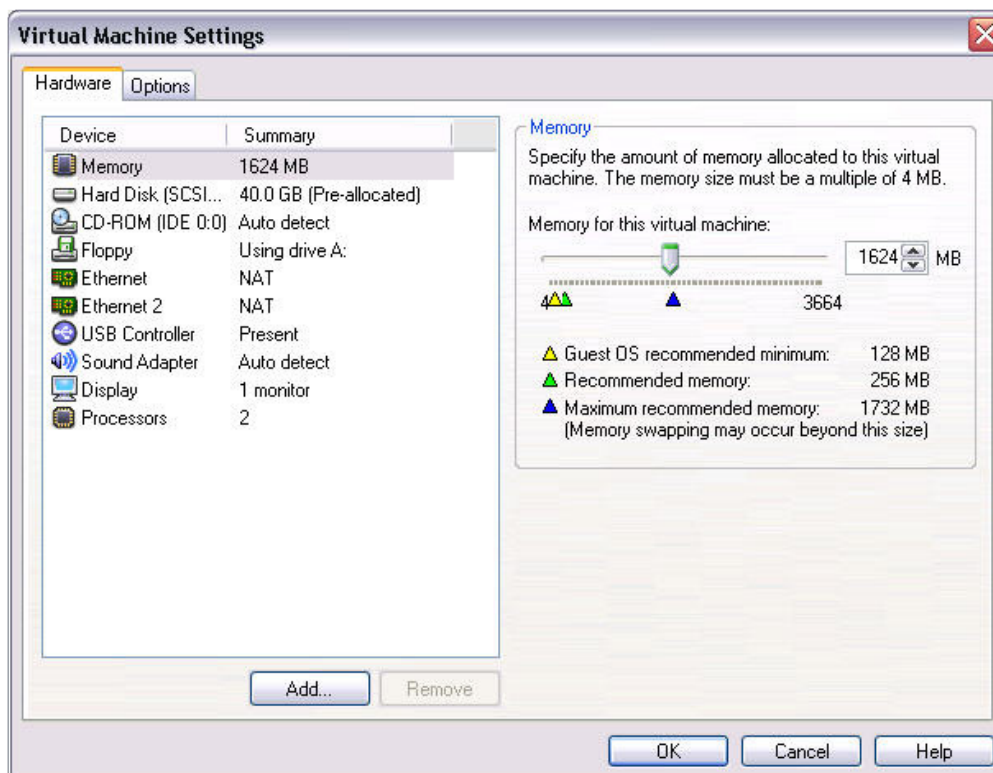 Virtual Machine Settings
Hardware Options
Device Summary
Memory 1624 MB
Hard Disk (SCSI... 40.0 GB (Pre-allocated)
CD-ROM (IDE 0:0) Auto detect
Floppy Using drive A:
Ethernet NAT
Ethernet 2 NAT
USB Controller Present
Sound Adapter Auto detect
Display 1 monitor
Processors 2
Add... Remove
Memory
Specify the amount of memory allocated to this virtual
machine. The memory size must be a multiple of 4 MB.
Memory for this virtual machine:
1624 MB
4 3664
Guest OS recommended minimum: 128 MB
Recommended memory: 256 MB
Maximum recommended memory: 1732 MB
(Memory swapping may occur beyond this size)
OK Cancel Help